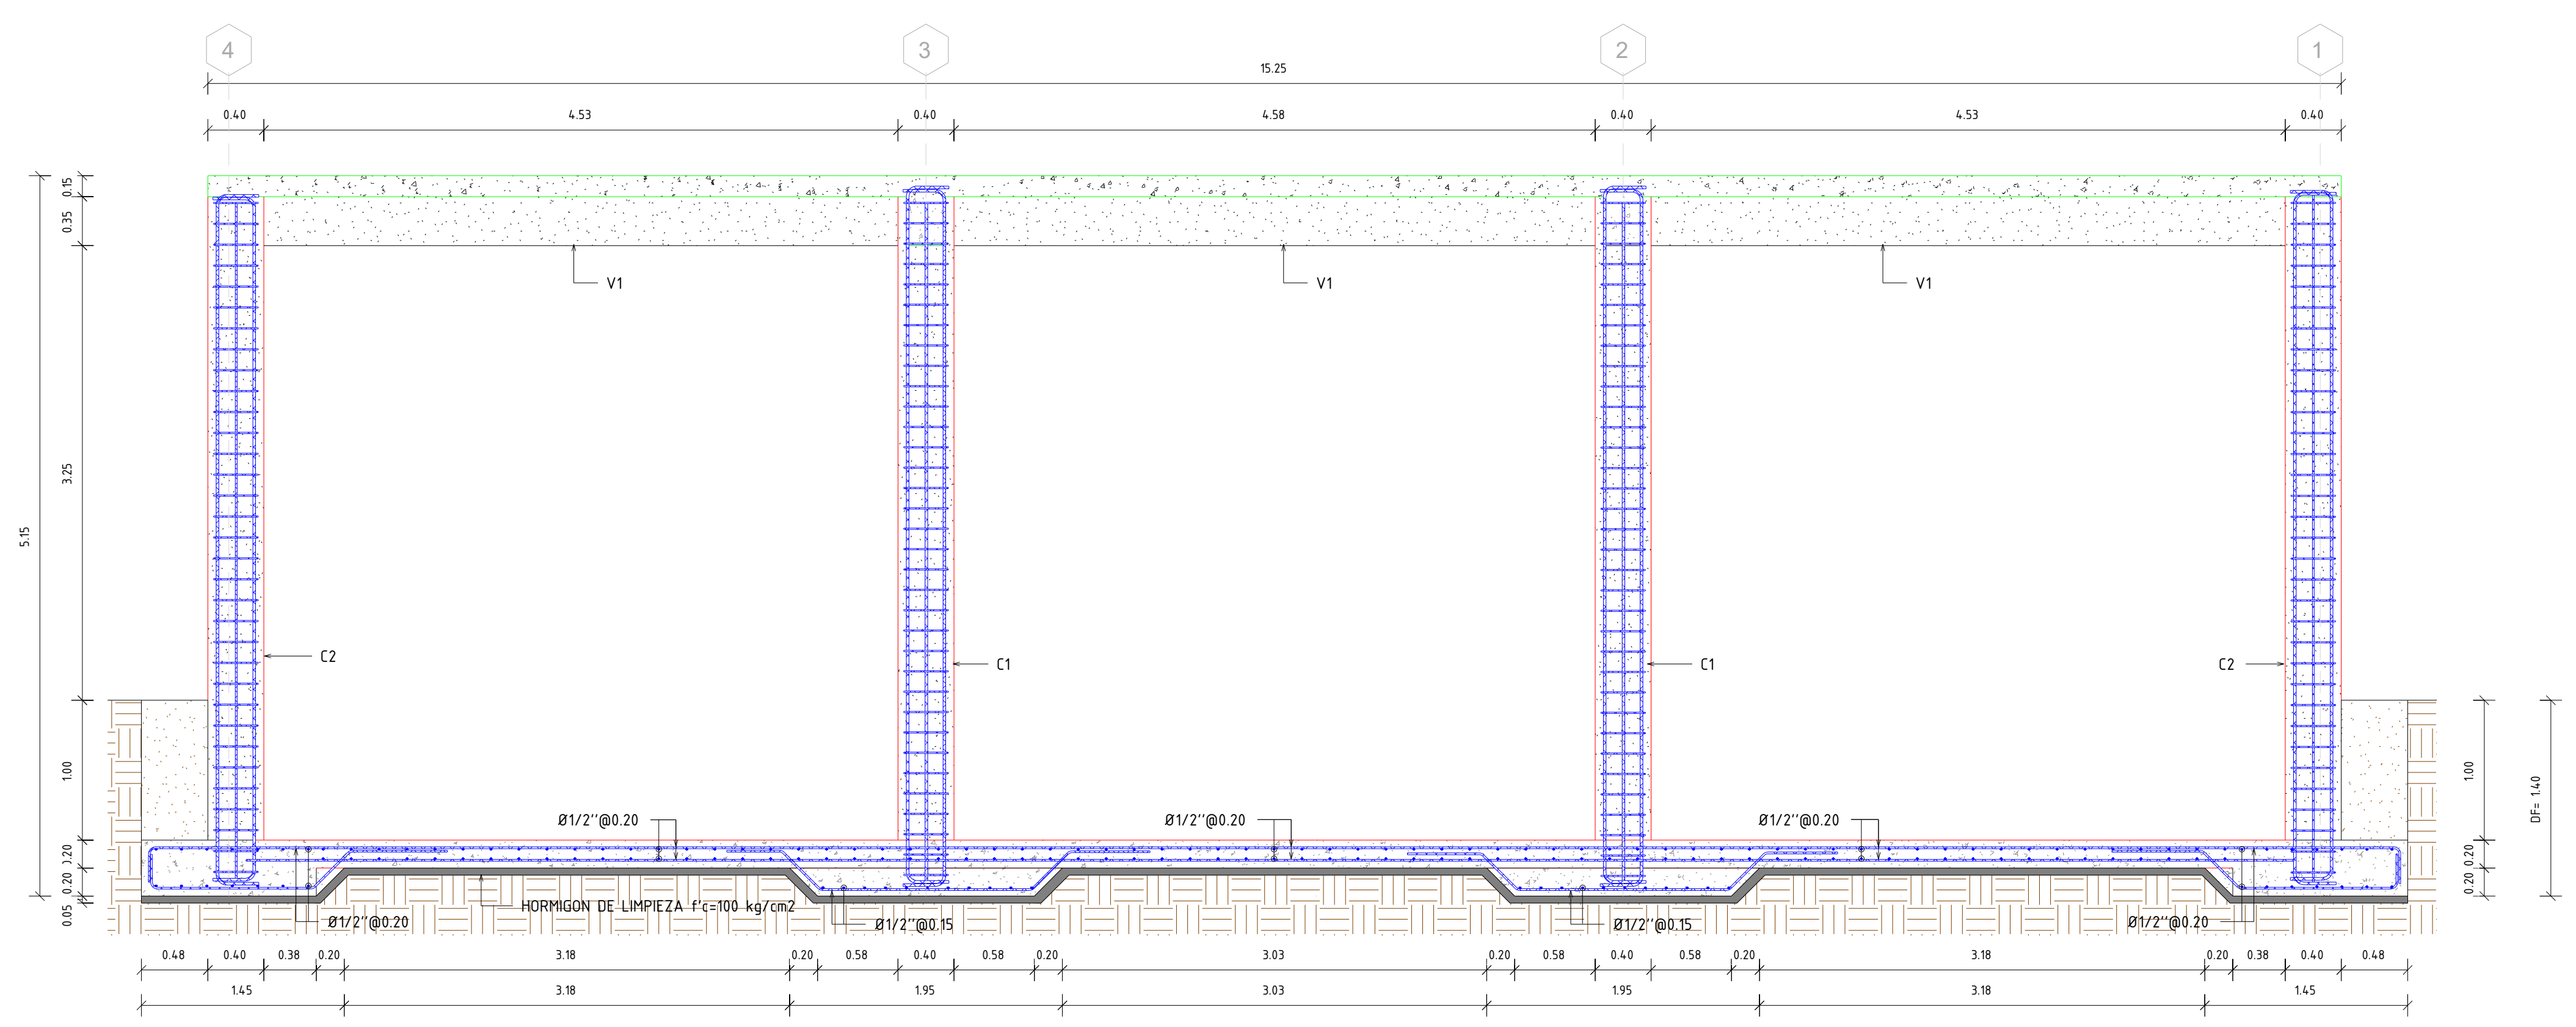 4 3 2 1
15.25
0.40 4.53 0.40 4.58 0.40 4.53 0.40
0.15
0.35
V1 V1 V1
3.25
5.15
C2 C1 C1 C2
1.00 1.00
DF= 1.40
Ø1/2''@0.20 Ø1/2''@0.20 Ø1/2''@0.20
0.20 0.20
0.20 0.20
0.05
HORMIGON DE LIMPIEZA f'c=100 kg/cm2
Ø1/2''@0.20 Ø1/2''@0.15 Ø1/2''@0.15 Ø1/2''@0.20
0.48 0.40 0.38 0.20 3.18 0.20 0.58 0.40 0.58 0.20 3.03 0.20 0.58 0.40 0.58 0.20 3.18 0.20 0.38 0.40 0.48
1.45 3.18 1.95 3.03 1.95 3.18 1.45